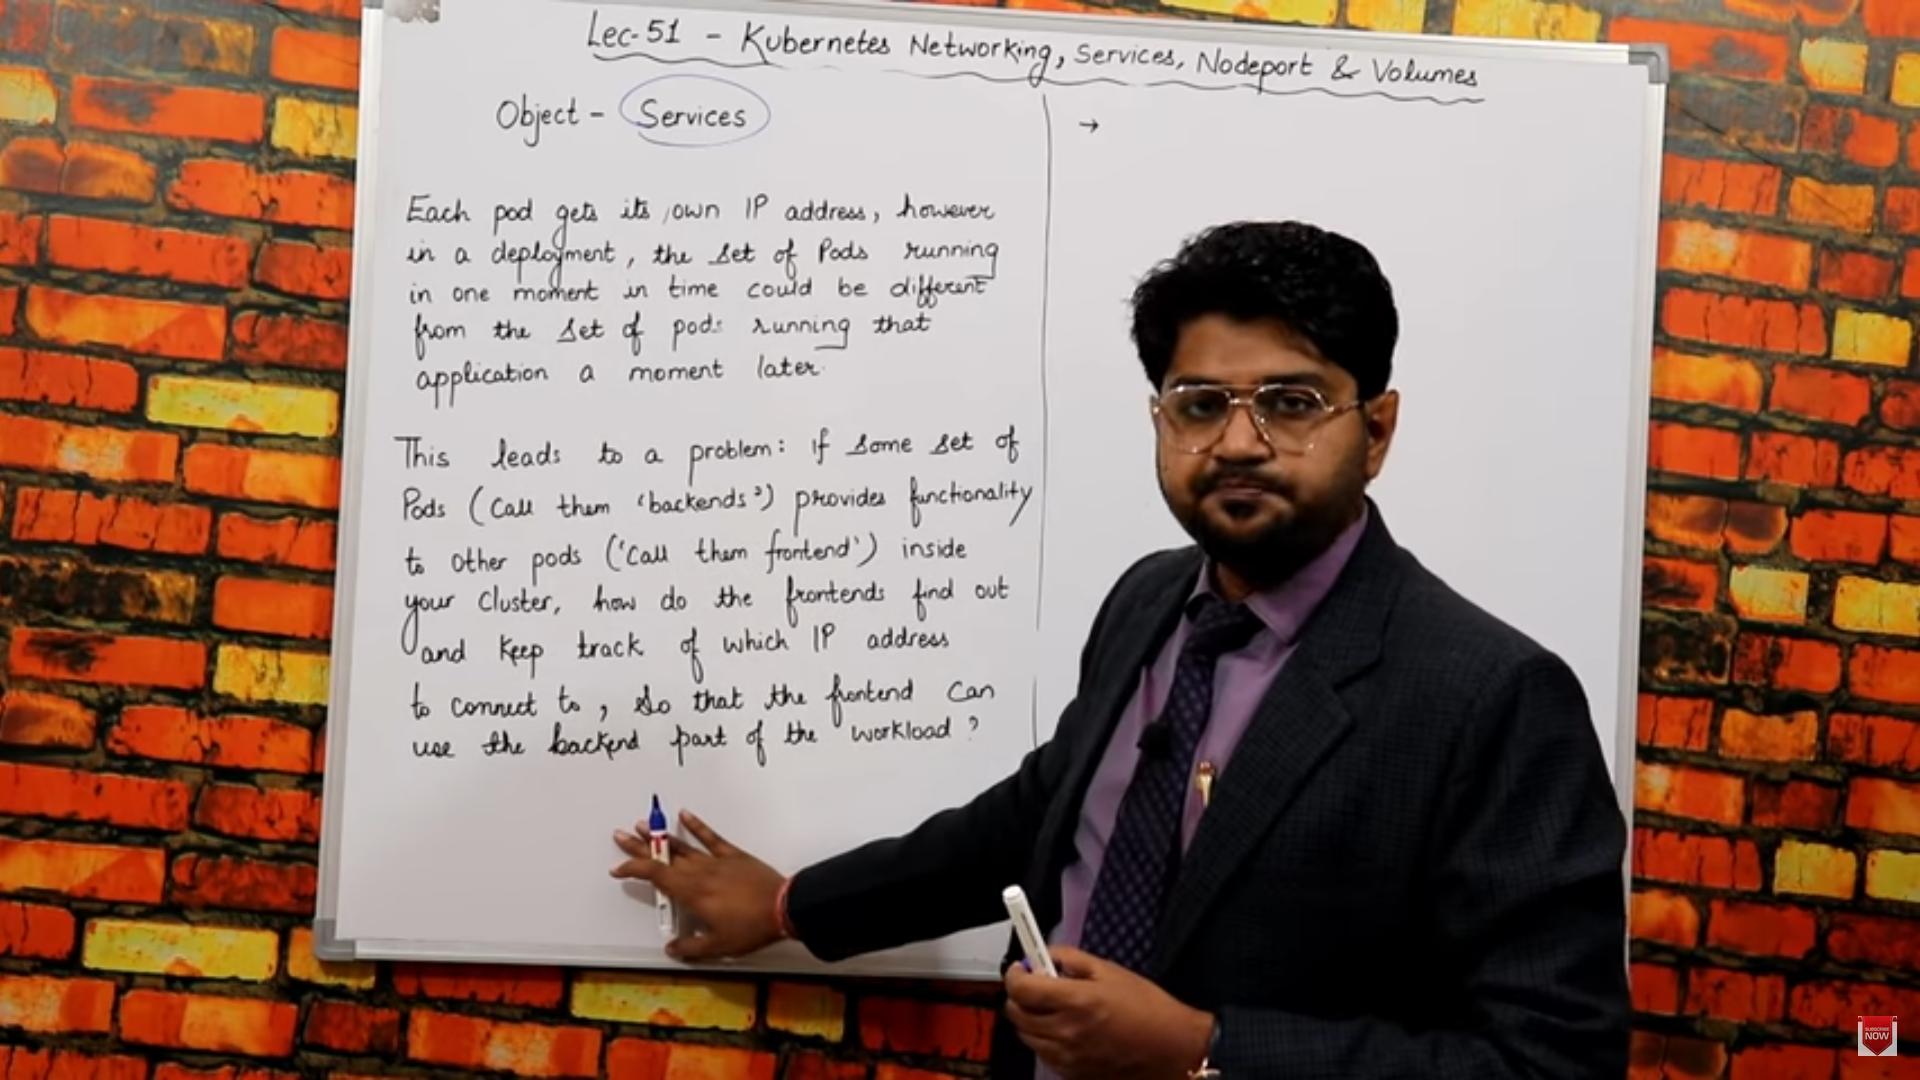 Lec-51 - Kubernetes Networking, Services, Nodeport & Volumes
Object - Services
→
Each pod gets its own IP address, however
in a deployment, the set of Pods running
in one moment in time could be different
from the set of pods running that
application a moment later.
This leads to a problem: if some set of
Pods (Call them 'backends') provides functionality
to other pods ('Call them frontend') inside
your Cluster, how do the frontends find out
and keep track of which IP address
to connect to, so that the frontend can
use the backend part of the workload?
SUBSCRIBE
NOW